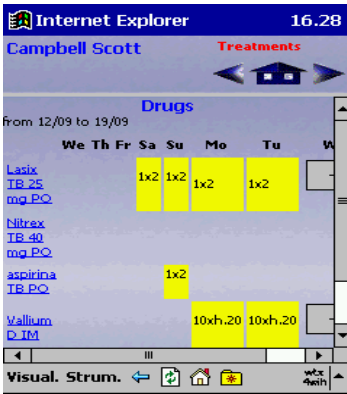 Internet Explorer 16.28
Campbell Scott Treatments
Drugs
from 12/09 to 19/09
We Th Fr Sa Su Mo Tu W
Lasix
TB 25
mg PO
1x2 1x2 1x2 1x2
Nitrex
TB 40
mg PO
aspirina
TB PO
1x2
Vallium
D IM
10xh.20 10xh.20
Visual. Strum.